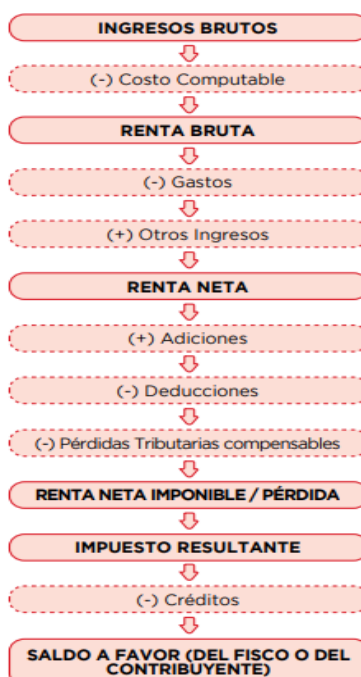 INGRESOS BRUTOS
(-) Costo Computable
RENTA BRUTA
(-) Gastos
(+) Otros Ingresos
RENTA NETA
(+) Adiciones
(-) Deducciones
(-) Pérdidas Tributarias compensables
RENTA NETA IMPONIBLE / PÉRDIDA
IMPUESTO RESULTANTE
(-) Créditos
SALDO A FAVOR (DEL FISCO O DEL
CONTRIBUYENTE)